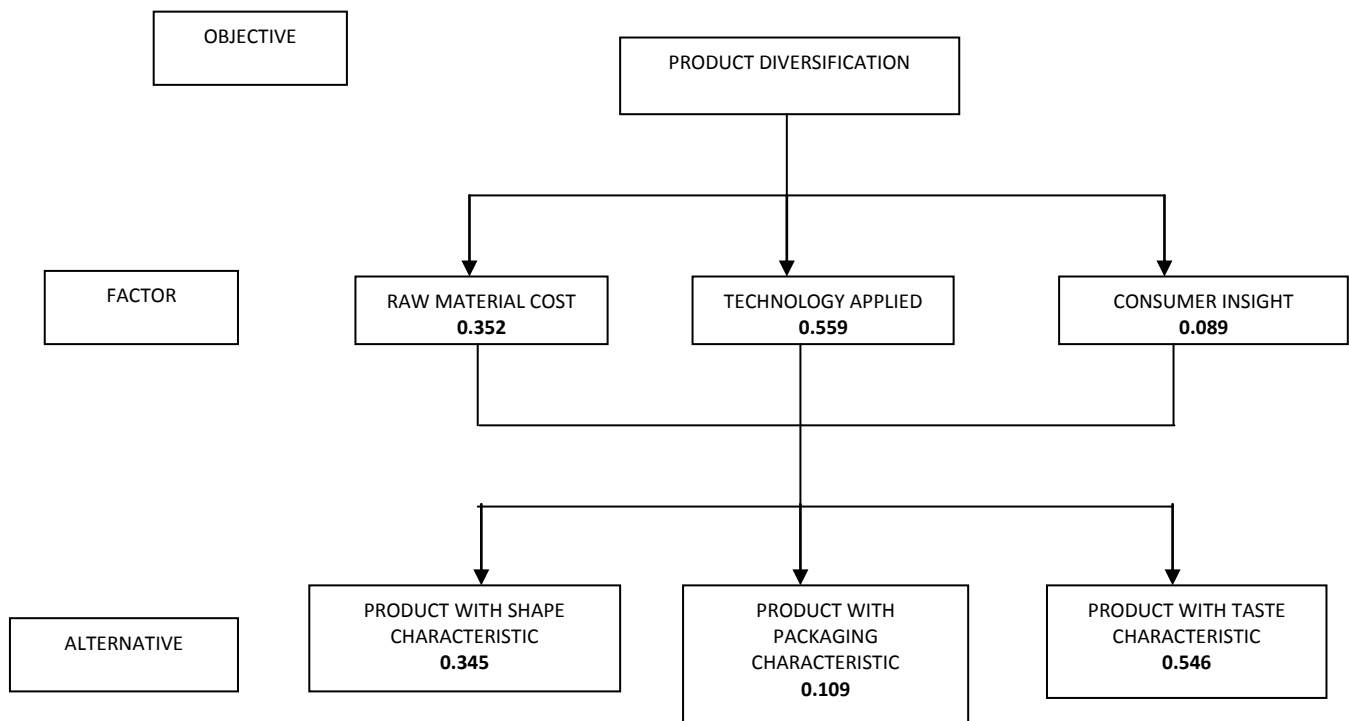 OBJECTIVE
PRODUCT DIVERSIFICATION
FACTOR
RAW MATERIAL COST
0.352
TECHNOLOGY APPLIED
0.559
CONSUMER INSIGHT
0.089
ALTERNATIVE
PRODUCT WITH SHAPE
CHARACTERISTIC
0.345
PRODUCT WITH
PACKAGING
CHARACTERISTIC
0.109
PRODUCT WITH TASTE
CHARACTERISTIC
0.546